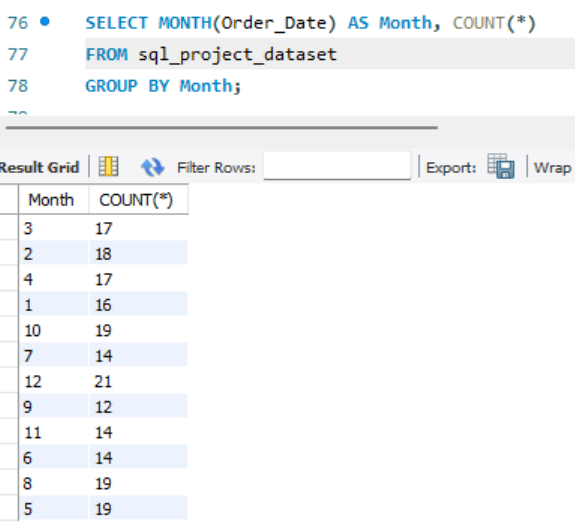 76 SELECT MONTH(Order_Date) AS Month, COUNT(*)
77 FROM sql_project_dataset
78 GROUP BY Month;
Result Grid Filter Rows: Export: Wrap
Month COUNT(*)
3 17
2 18
4 17
1 16
10 19
7 14
12 21
9 12
11 14
6 14
8 19
5 19